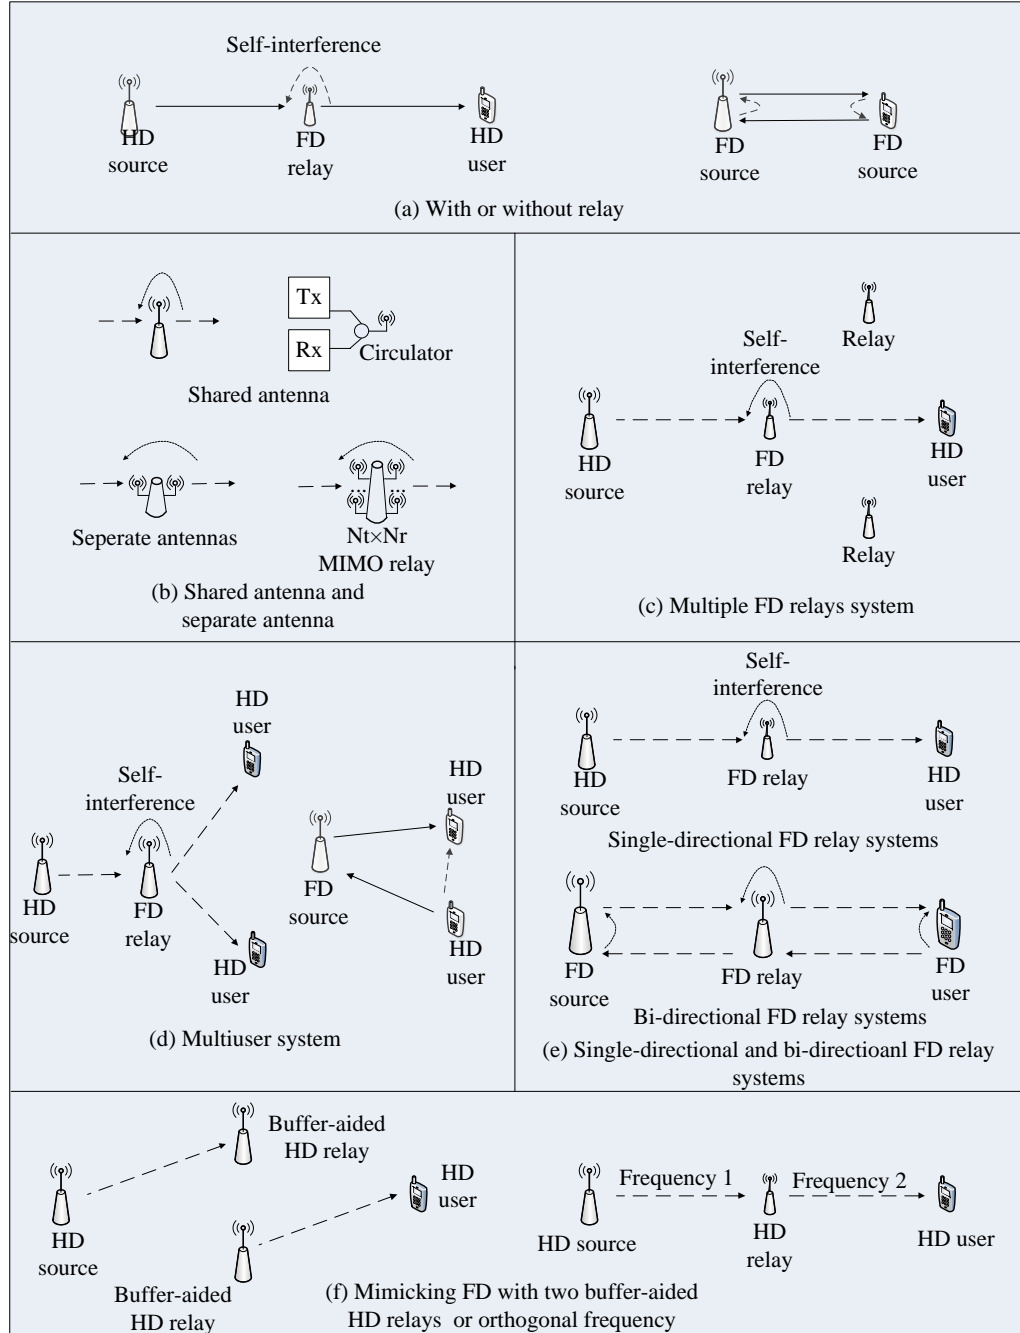 Self-interference
HD
source
FD
relay
HD
user
FD
source
FD
source
(a) With or without relay
Tx
Rx
Circulator
Shared antenna
Seperate antennas
Nt×Nr
MIMO relay
(b) Shared antenna and
separate antenna
Relay
Self-
interference
HD
source
FD
relay
HD
user
Relay
(c) Multiple FD relays system
HD
user
Self-
interference
HD
source
FD
relay
HD
user
HD
user
FD
source
HD
user
(d) Multiuser system
Self-
interference
HD
source
FD relay
HD
user
Single-directional FD relay systems
FD
source
FD relay
FD
user
Bi-directional FD relay systems
(e) Single-directional and bi-directioanl FD relay
systems
Buffer-aided
HD relay
HD
source
HD
user
Buffer-aided
HD relay
Frequency 1
Frequency 2
HD source
HD
relay
HD user
(f) Mimicking FD with two buffer-aided
HD relays or orthogonal frequency